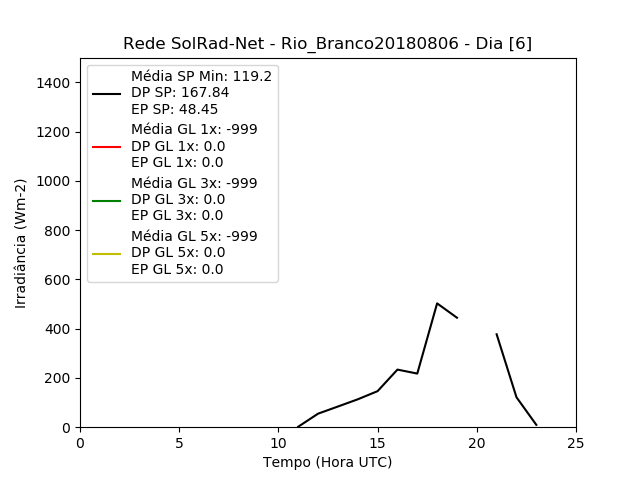 Rede SolRad-Net - Rio_Branco20180806 - Dia [6]
Média SP Min: 119.2
DP SP: 167.84
EP SP: 48.45
Média GL 1x: -999
DP GL 1x: 0.0
EP GL 1x: 0.0
Média GL 3x: -999
DP GL 3x: 0.0
EP GL 3x: 0.0
Média GL 5x: -999
DP GL 5x: 0.0
EP GL 5x: 0.0
Irradiância (Wm-2)
1400
1200
1000
800
600
400
200
0
0 5 10 15 20 25
Tempo (Hora UTC)